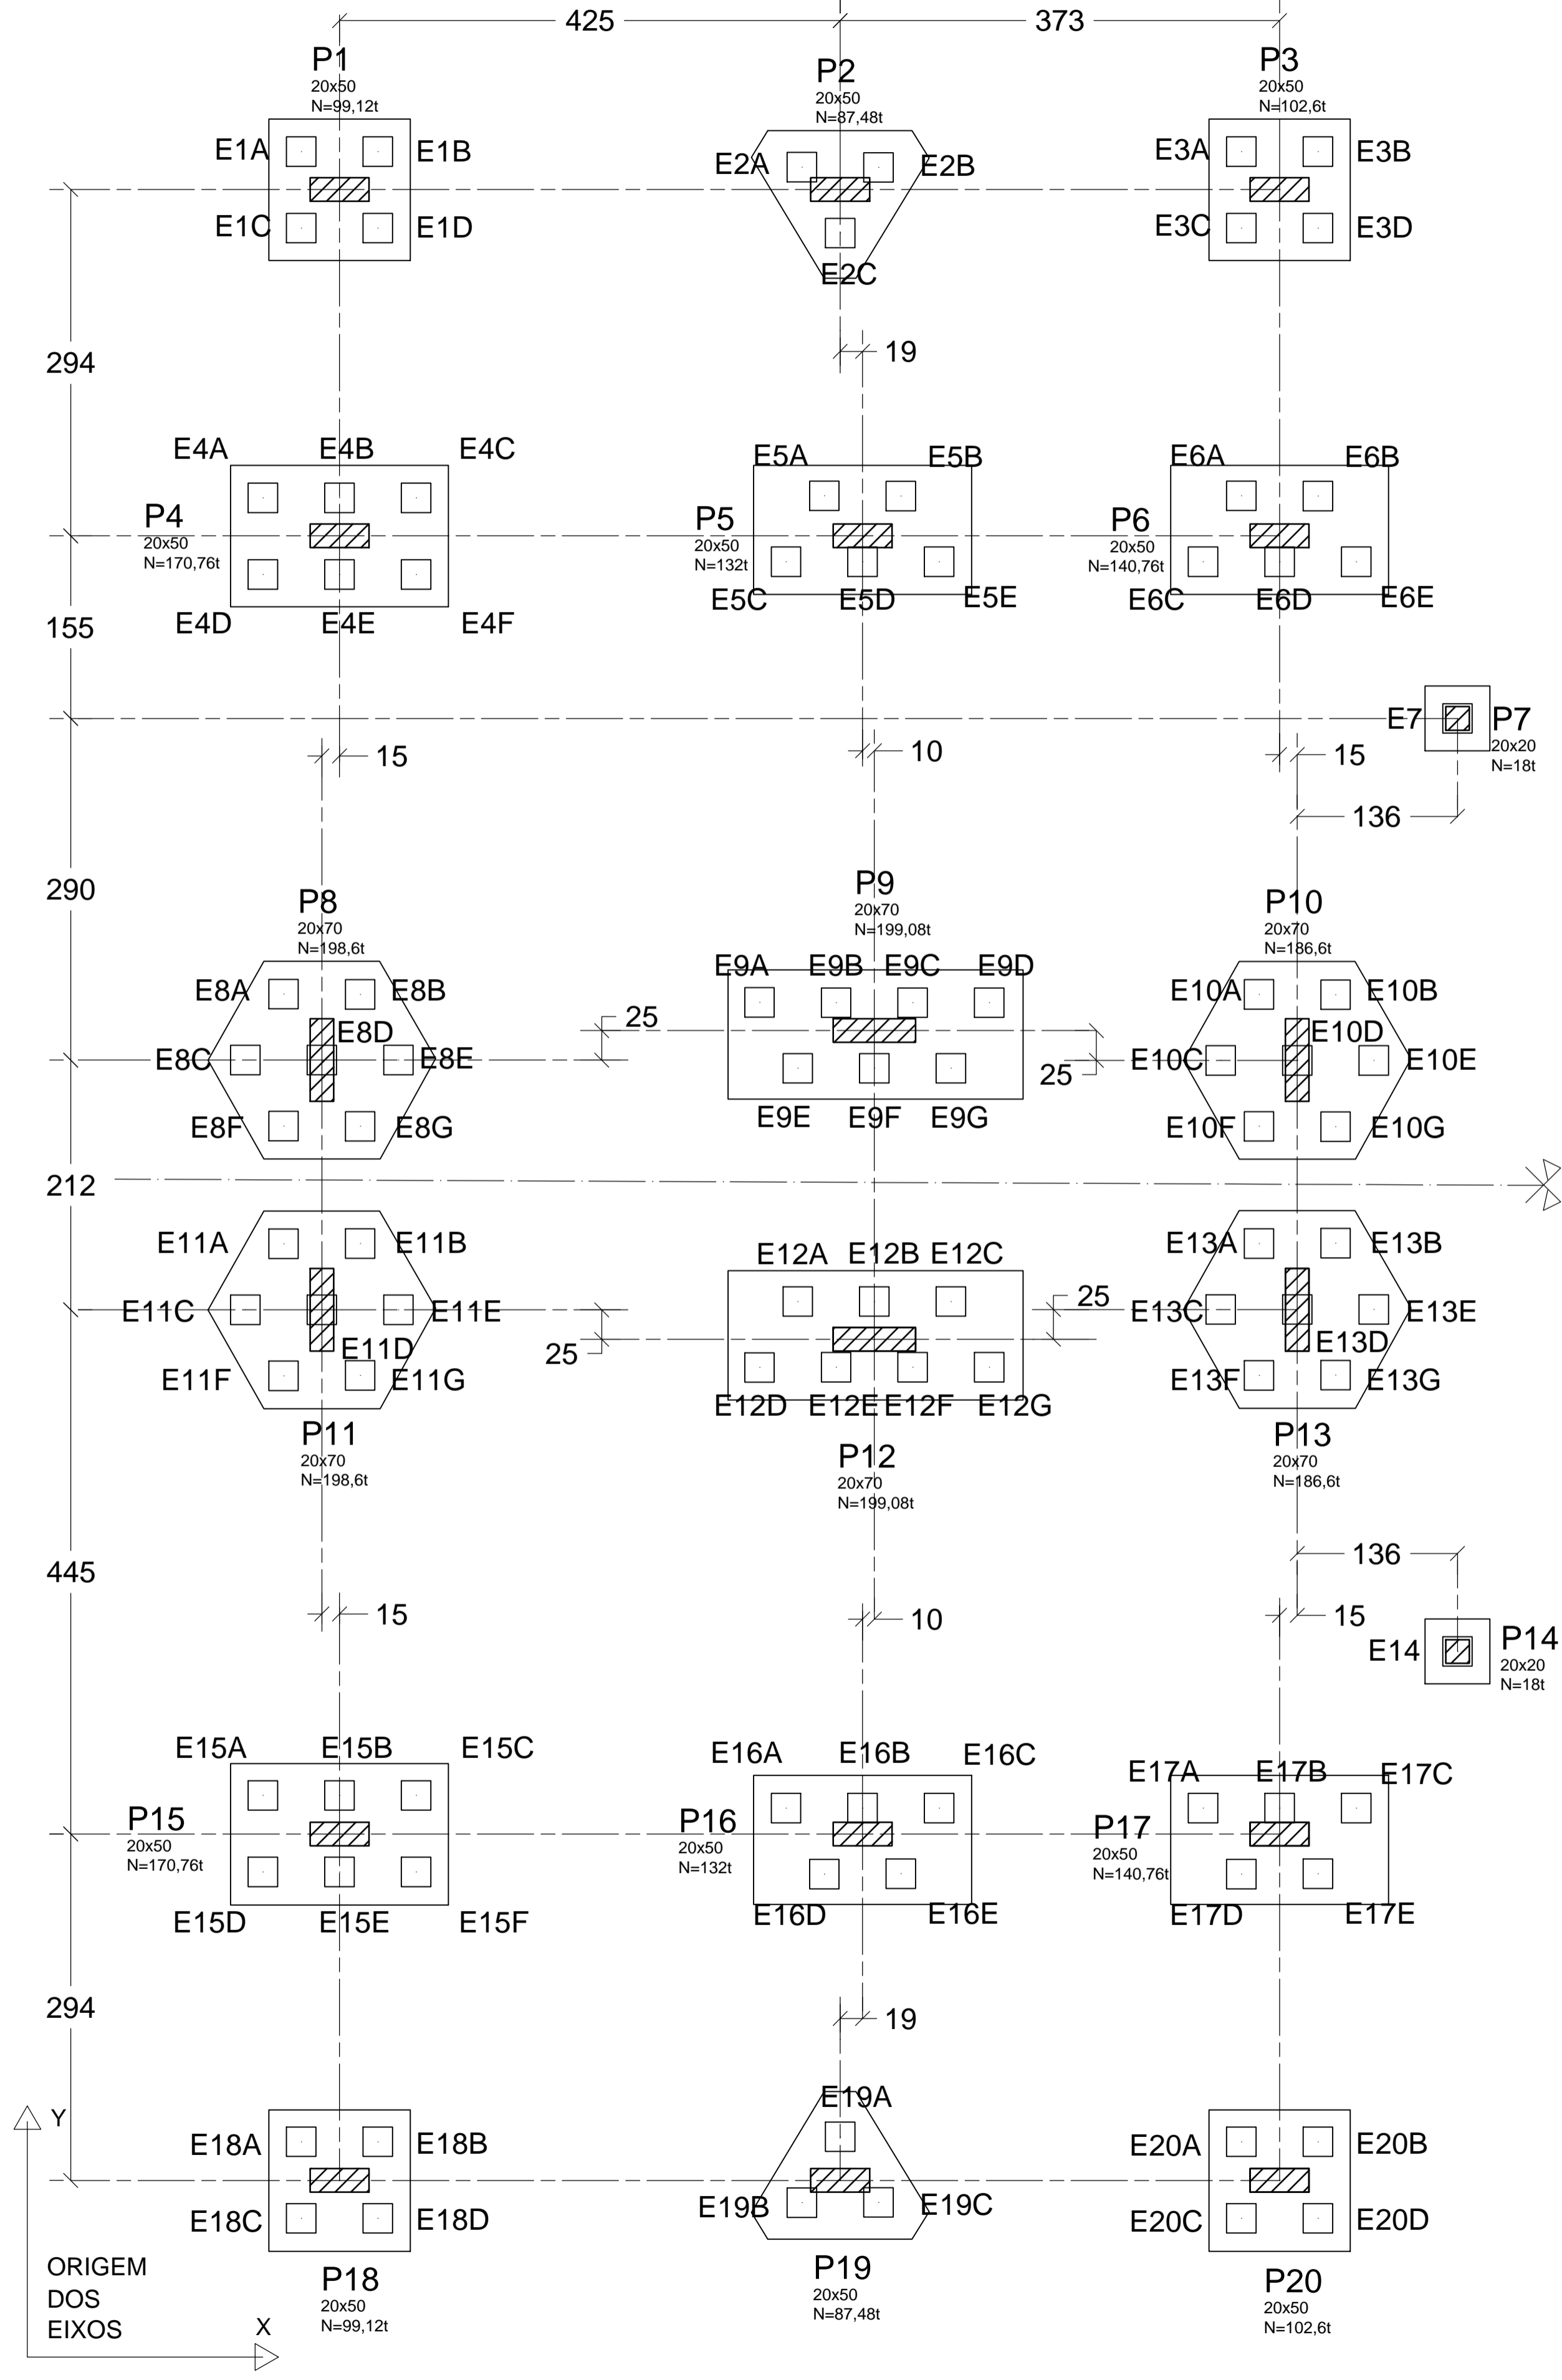 425
373
P1
20x50
N=99,12t
P2
20x50
N=87,48t
P3
20x50
N=102,6t
E1A
E1B
E2A
E2B
E3A
E3B
E1C
E1D
E2C
E3C
E3D
294
19
E4A
E4B
E4C
E5A
E5B
E6A
E6B
P4
20x50
N=170,76t
P5
20x50
N=132t
P6
20x50
N=140,76t
E4D
E4E
E4F
E5C
E5D
E5E
E6C
E6D
E6E
155
E7
P7
20x20
N=18t
15
10
15
136
290
P8
20x70
N=198,6t
P9
20x70
N=199,08t
P10
20x70
N=186,6t
E8A
E8B
E9A
E9B
E9C
E9D
E10A
E10B
25
E8D
E10D
E8C
E8E
25
E10C
E10E
E8F
E8G
E9E
E9F
E9G
E10F
E10G
212
E11A
E11B
E12A
E12B
E12C
E13A
E13B
25
E11C
E11E
E13C
E13E
E11D
25
E13D
E11F
E11G
E12D
E12E
E12F
E12G
E13F
E13G
P11
20x70
N=198,6t
P12
20x70
N=199,08t
P13
20x70
N=186,6t
445
136
15
10
15
E14
P14
20x20
N=18t
E15A
E15B
E15C
E16A
E16B
E16C
E17A
E17B
E17C
P15
20x50
N=170,76t
P16
20x50
N=132t
P17
20x50
N=140,76t
E15D
E15E
E15F
E16D
E16E
E17D
E17E
294
19
Y
E18A
E18B
E19A
E20A
E20B
E18C
E18D
E19B
E19C
E20C
E20D
ORIGEM
DOS
EIXOS
X
P18
20x50
N=99,12t
P19
20x50
N=87,48t
P20
20x50
N=102,6t